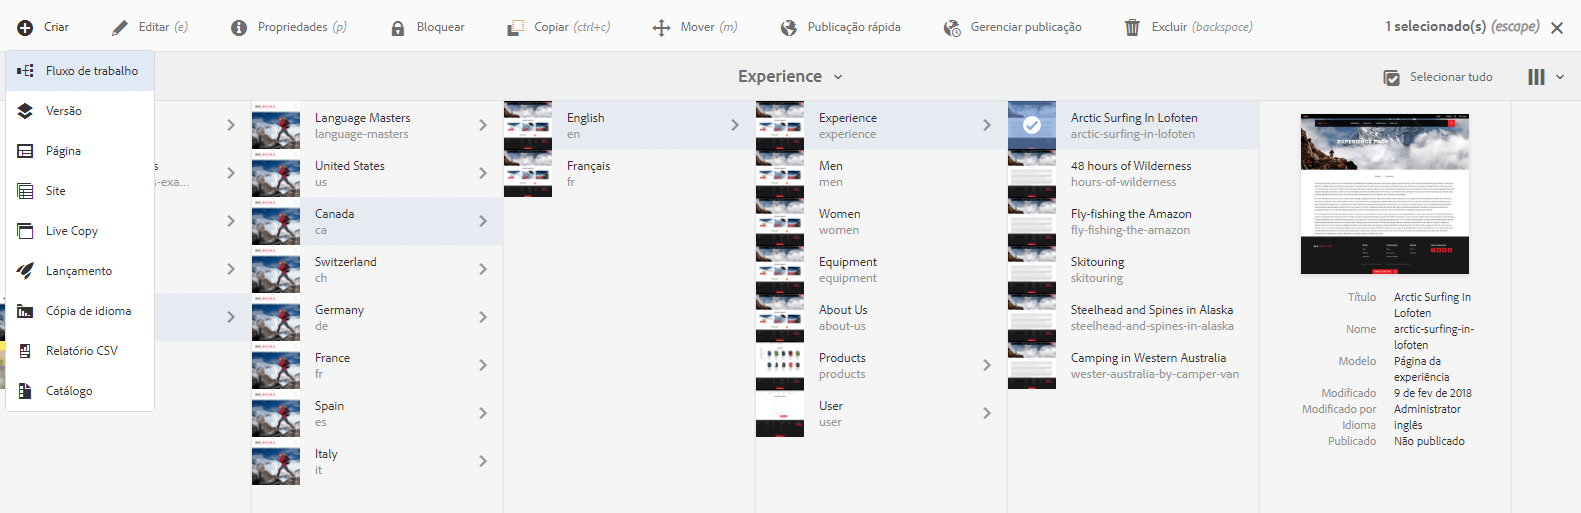 Criar
Editar (e)
Propriedades (p)
Bloquear
Copiar (ctrl+c)
Mover (m)
Publicação rápida
Gerenciar publicação
Excluir (backspace)
1 selecionado(s) (escape)
Experience
Selecionar tudo
Fluxo de trabalho
Versão
Página
Site
Live Copy
Lançamento
Cópia de idioma
Relatório CSV
Catálogo
s
s-exa...
Language Masters
language-masters
United States
us
Canada
ca
Switzerland
ch
Germany
de
France
fr
Spain
es
Italy
it
English
en
Français
fr
Experience
experience
Men
men
Women
women
Equipment
equipment
About Us
about-us
Products
products
User
user
Arctic Surfing In Lofoten
arctic-surfing-in-lofoten
48 hours of Wilderness
hours-of-wilderness
Fly-fishing the Amazon
fly-fishing-the-amazon
Skitouring
skitouring
Steelhead and Spines in Alaska
steelhead-and-spines-in-alaska
Camping in Western Australia
wester-australia-by-camper-van
EXPERIENCE PAGE
Título Arctic Surfing In
Lofoten
Nome arctic-surfing-in-
lofoten
Modelo Página da
experiência
Modificado 9 de fev de 2018
Modificado por Administrator
Idioma inglês
Publicado Não publicado